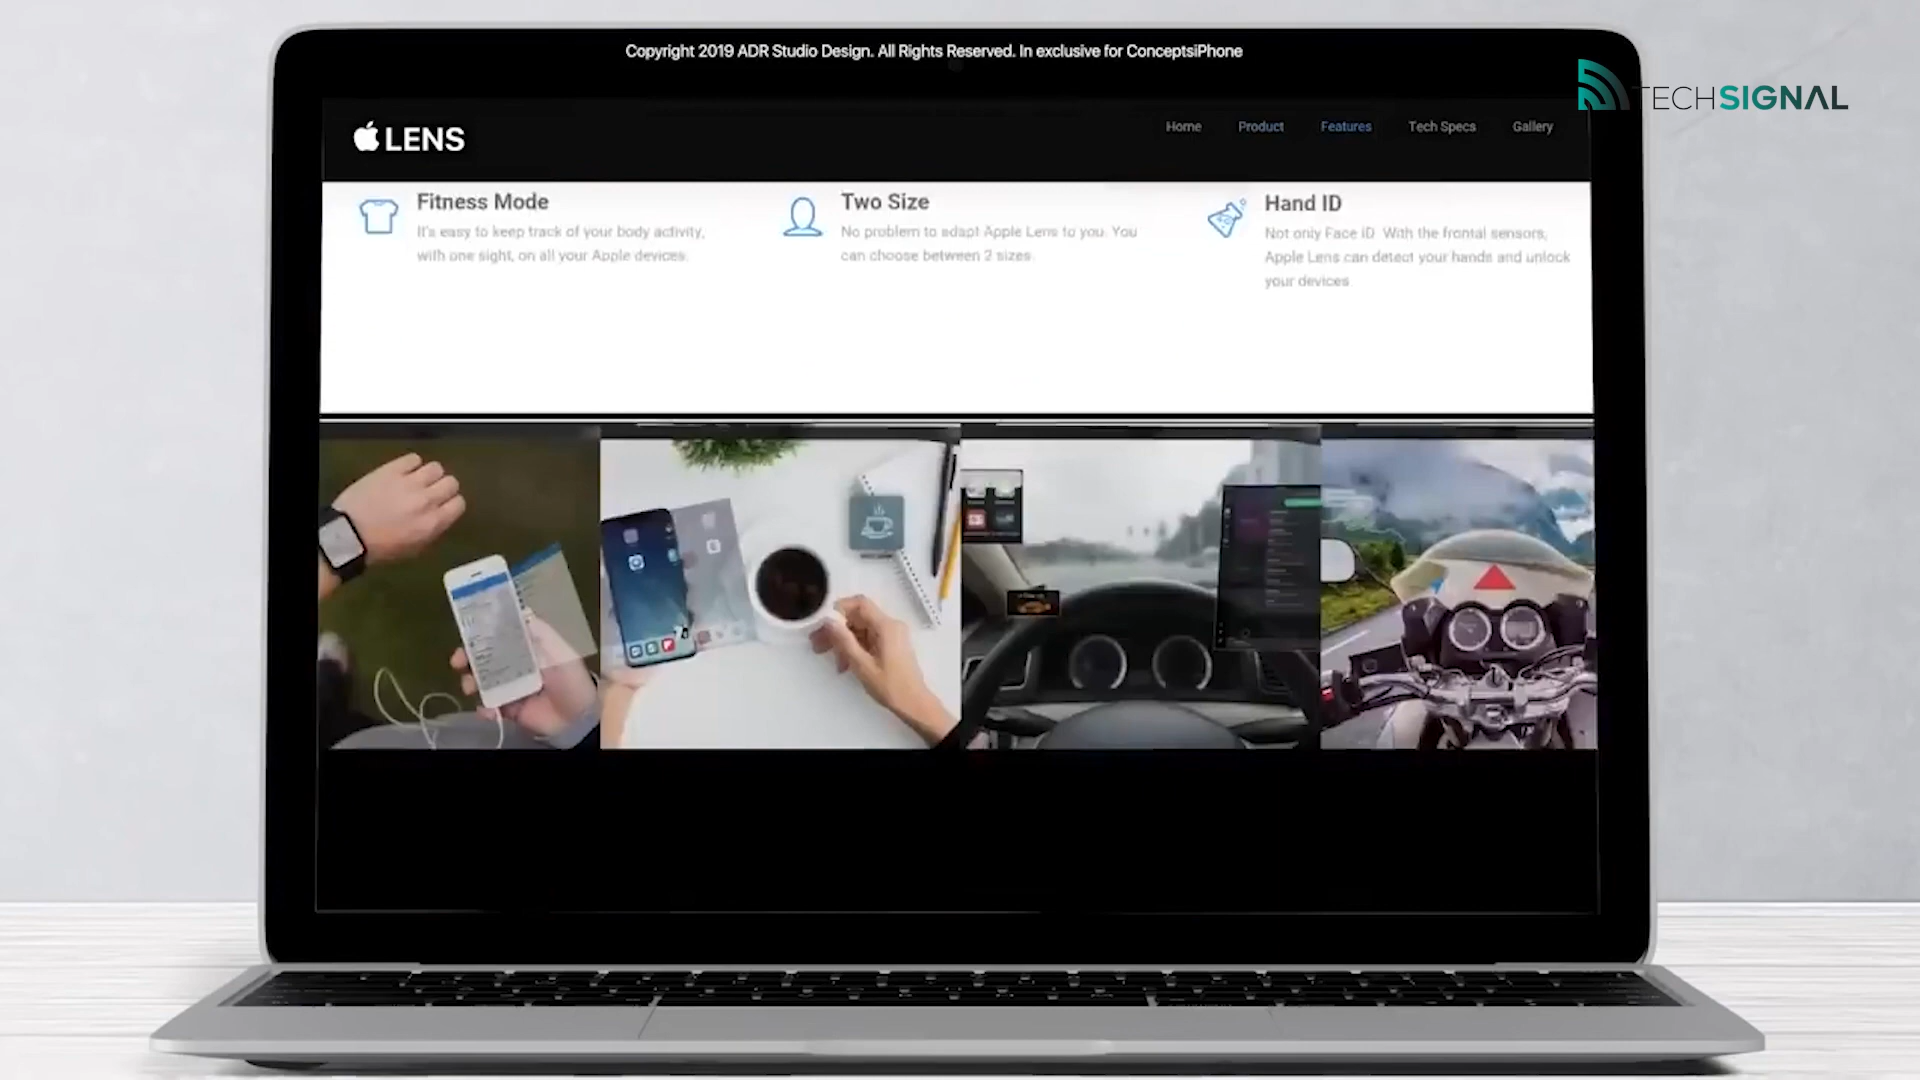 Copyright 2019 ADR Studio Design. All Rights Reserved. In exclusive for ConceptsiPhone
TECHSIGNAL
LENS
Home Product Features Tech Specs Gallery
Fitness Mode
It's easy to keep track of your body activity,
with one sight, on all your Apple devices.
Two Size
No problem to adapt Apple Lens to you. You
can choose between 2 sizes.
Hand ID
Not only Face iD. With the frontal sensors,
Apple Lens can detect your hands and unlock
your devices